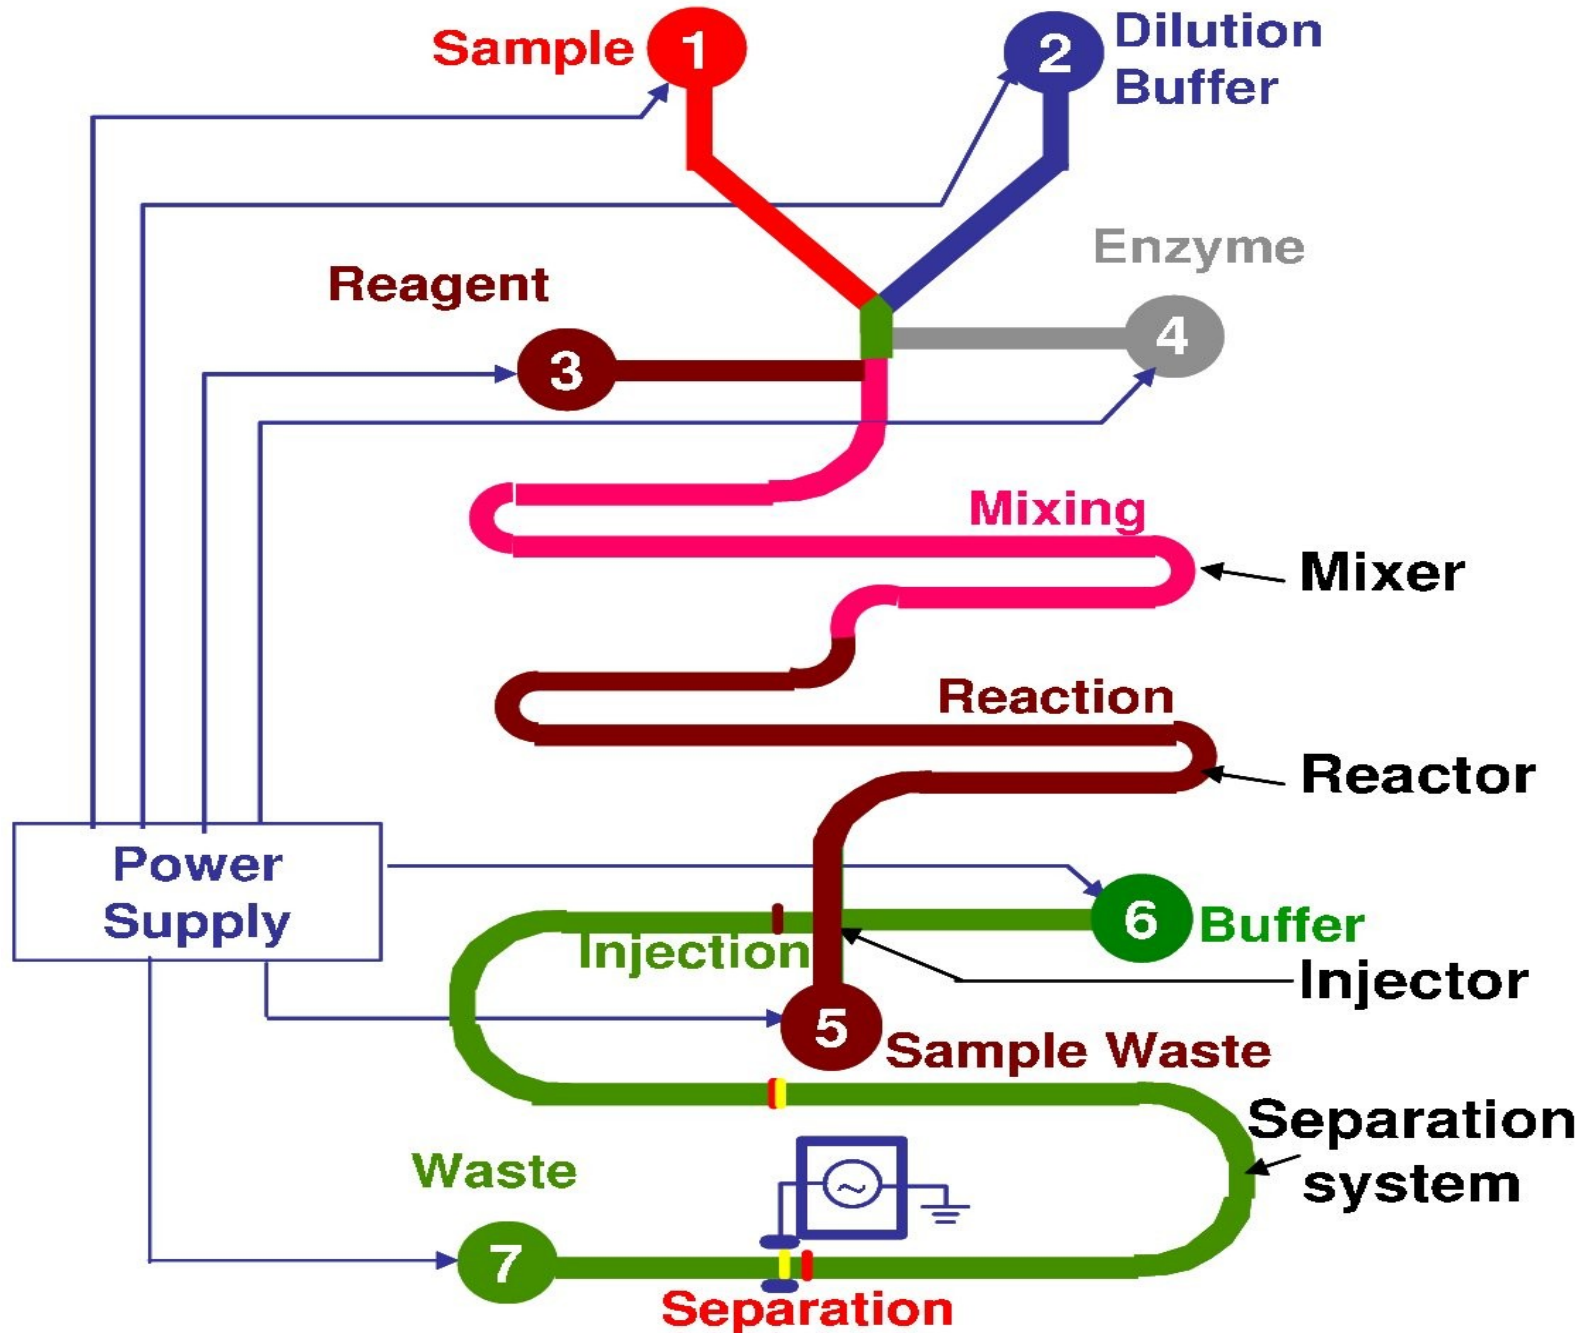 Sample
1
2
Dilution
Buffer
Enzyme
4
Reagent
3
Mixing
Mixer
Reaction
Reactor
Power
Supply
6
Buffer
Injection
Injector
5
Sample Waste
Separation
system
Waste
~
7
Separation